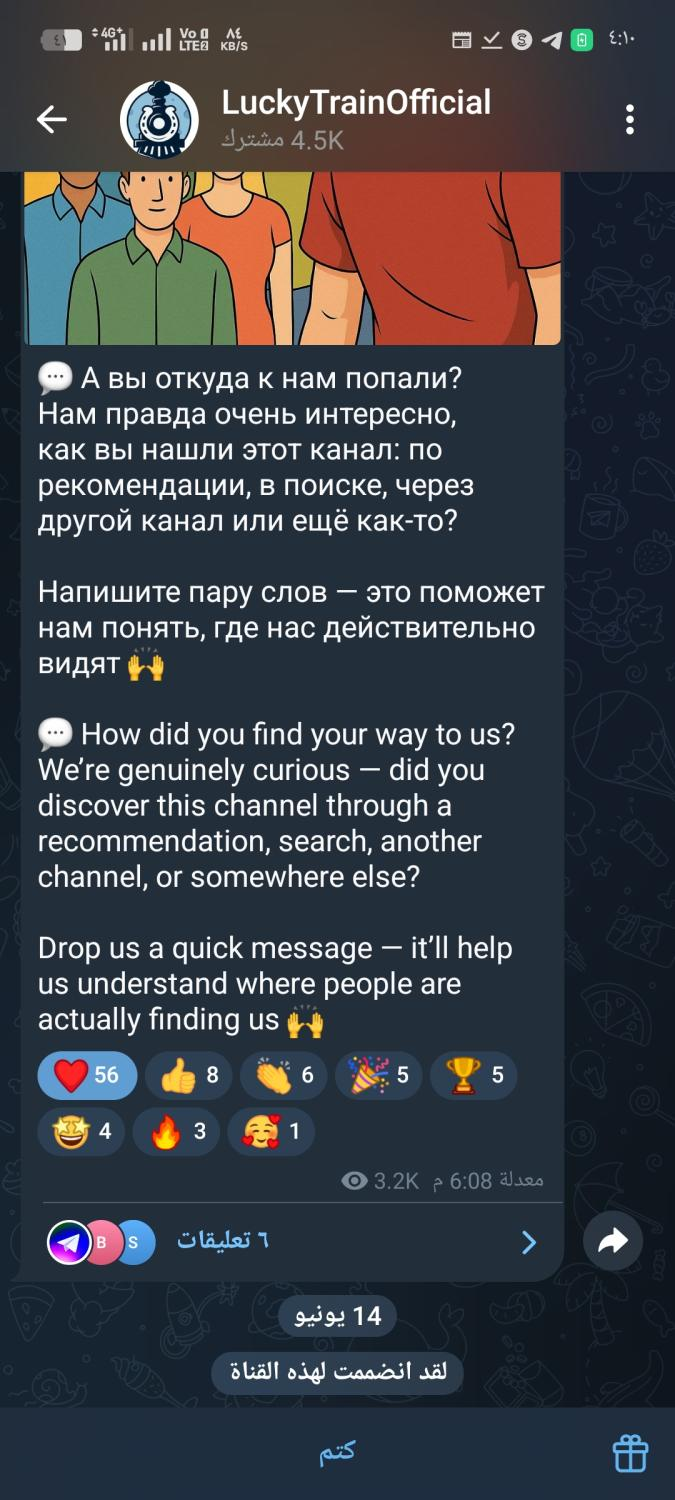 ٤١
4G+
Vo
LTE2
٨٤
KB/S
٤:١٠
LuckyTrainOfficial
4.5K مشترك
А вы откуда к нам попали?
Нам правда очень интересно,
как вы нашли этот канал: по
рекомендации, в поиске, через
другой канал или ещё как-то?
Напишите пару слов — это поможет
нам понять, где нас действительно
видят 🙌
How did you find your way to us?
We’re genuinely curious — did you
discover this channel through a
recommendation, search, another
channel, or somewhere else?
Drop us a quick message — it’ll help
us understand where people are
actually finding us 🙌
❤️ 56 👍 8 👏 6 🎉 5 🏆 5
🤩 4 🔥 3 🥰 1
3.2K معدلة 6:08 م
B S ٦ تعليقات
14 يونيو
لقد انضممت لهذه القناة
كتم